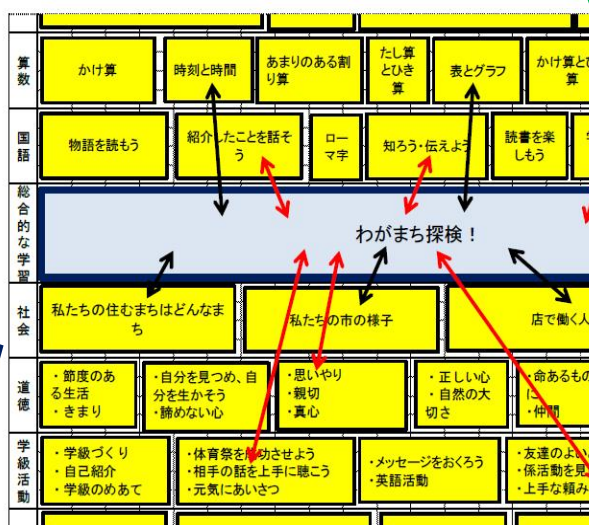 算数
かけ算
時刻と時間
あまりのある割
り算
たし算
とひき
算
表とグラフ
かけ算とひ
算
国語
物語を読もう
紹介したことを話そ
う
ロー
マ字
知ろう・伝えよう
読書を楽
しもう
総合的な学習
わがまち探検！
社会
私たちの住むまちはどんなま
ち
私たちの市の様子
店で働く人
道徳
・節度のあ
る生活
・きまり
・自分を見つめ、自
分を生かそう
・諦めない心
・思いやり
・親切
・真心
・正しい心
・自然の大
切さ
・命あるもの
に
・仲間
学級活動
・学級づくり
・自己紹介
・学級のめあて
・体育祭を成功させよう
・相手の話を上手に聴こう
・元気にあいさつ
・メッセージをおくろう
・英語活動
・友達のよい
・係活動を見
・上手な頼み